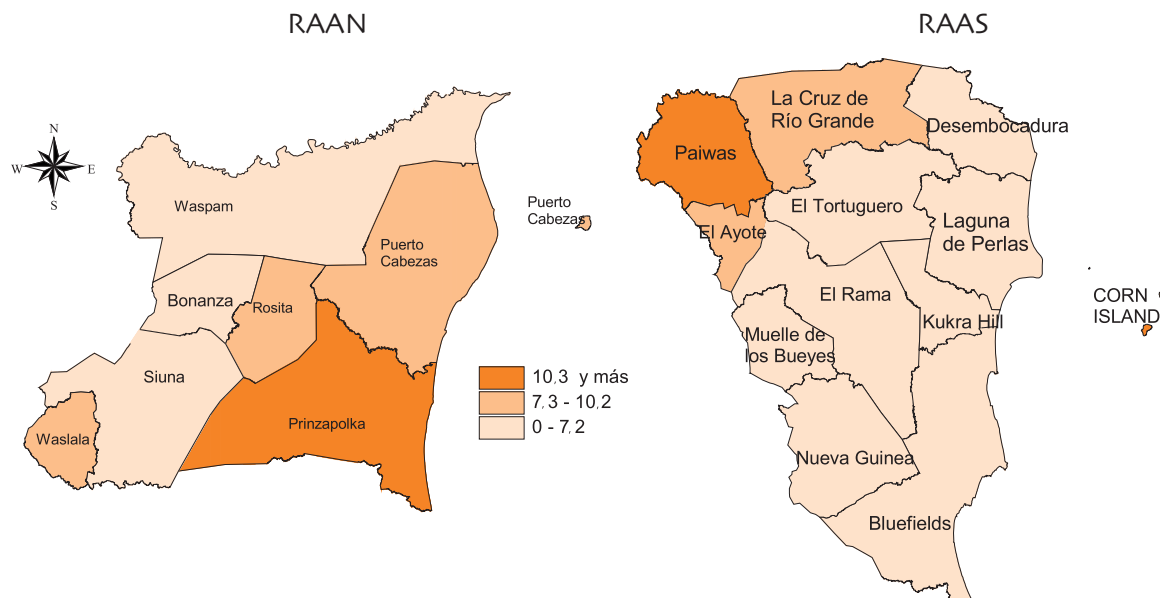 RAAN
RAAS
N
W
E
S
Waspam
Puerto
Cabezas
Puerto
Cabezas
Bonanza
Rosita
Siuna
Waslala
Prinzapolka
10,3 y más
7,3 - 10,2
0 - 7,2
La Cruz de
Río Grande
Desembocadura
Paiwas
El Tortuguero
El Ayote
Laguna
de Perlas
El Rama
Kukra Hill
Muelle de
los Bueyes
Nueva Guinea
Bluefields
CORN
ISLAND